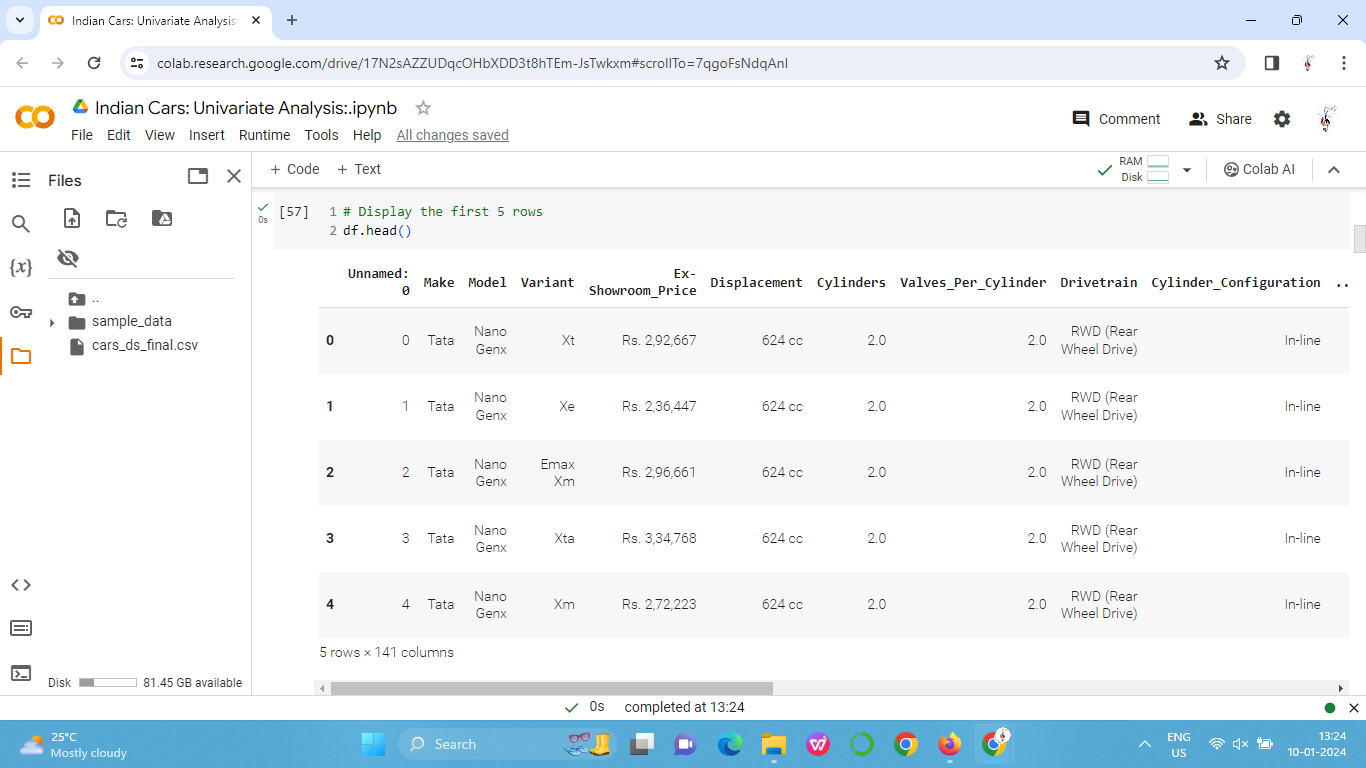 Indian Cars: Univariate Analysis
colab.research.google.com/drive/17N2sAZZUDqcOHbXDD3t8hTEm-JsTwkxm#scrollTo=7qgoFsNdqAnI
Indian Cars: Univariate Analysis:.ipynb
File Edit View Insert Runtime Tools Help All changes saved
Comment Share
Files
+ Code + Text
RAM
Disk
Colab AI
{x}
..
sample_data
cars_ds_final.csv
Disk 81.45 GB available
0s
[57] 1 # Display the first 5 rows
2 df.head()
Unnamed: 0 Make Model Variant Ex-Showroom_Price Displacement Cylinders Valves_Per_Cylinder Drivetrain Cylinder_Configuration ..
0 0 Tata Nano Genx Xt Rs. 2,92,667 624 cc 2.0 2.0 RWD (Rear Wheel Drive) In-line
1 1 Tata Nano Genx Xe Rs. 2,36,447 624 cc 2.0 2.0 RWD (Rear Wheel Drive) In-line
2 2 Tata Nano Genx Emax Xm Rs. 2,96,661 624 cc 2.0 2.0 RWD (Rear Wheel Drive) In-line
3 3 Tata Nano Genx Xta Rs. 3,34,768 624 cc 2.0 2.0 RWD (Rear Wheel Drive) In-line
4 4 Tata Nano Genx Xm Rs. 2,72,223 624 cc 2.0 2.0 RWD (Rear Wheel Drive) In-line
5 rows × 141 columns
0s completed at 13:24
25°C
Mostly cloudy
Search
ENG
US
13:24
10-01-2024